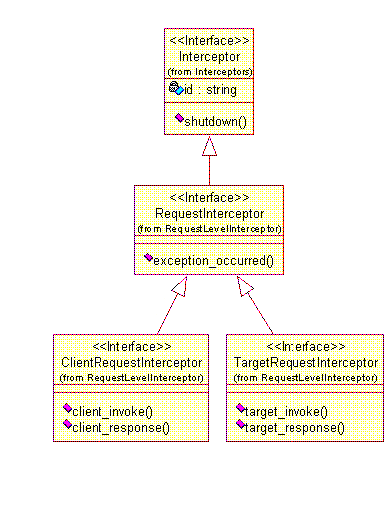 <<Interface>>
Interceptor
(from Interceptors)
id : string
shutdown()
<<Interface>>
RequestInterceptor
(from RequestLevelInterceptor)
exception_occurred()
<<Interface>>
ClientRequestInterceptor
(from RequestLevelInterceptor)
client_invoke()
client_response()
<<Interface>>
TargetRequestInterceptor
(from RequestLevelInterceptor)
target_invoke()
target_response()